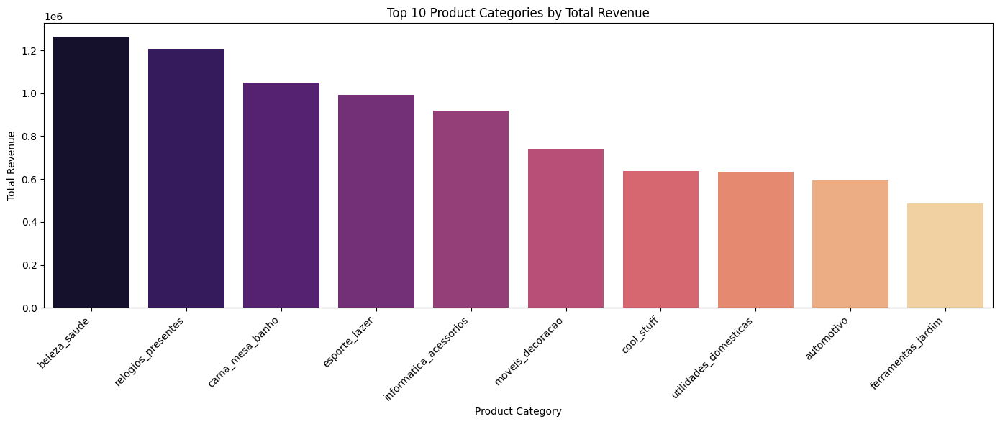 Top 10 Product Categories by Total Revenue
1e6
Total Revenue
1.2
1.0
0.8
0.6
0.4
0.2
0.0
beleza_saude
relogios_presentes
cama_mesa_banho
esporte_lazer
informatica_acessorios
moveis_decoracao
cool_stuff
utilidades_domesticas
automotivo
ferramentas_jardim
Product Category